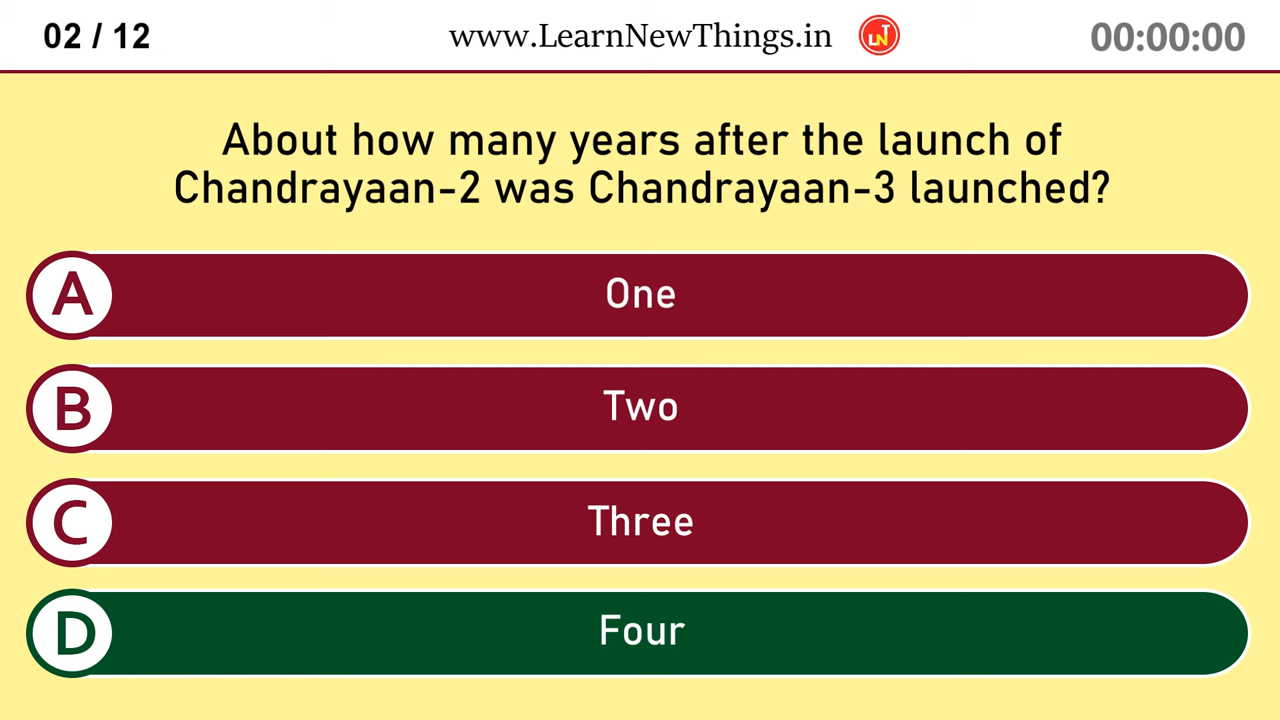 02 / 12
www.LearnNewThings.in
LNT
00:00:00
About how many years after the launch of
Chandrayaan-2 was Chandrayaan-3 launched?
A
One
B
Two
C
Three
D
Four